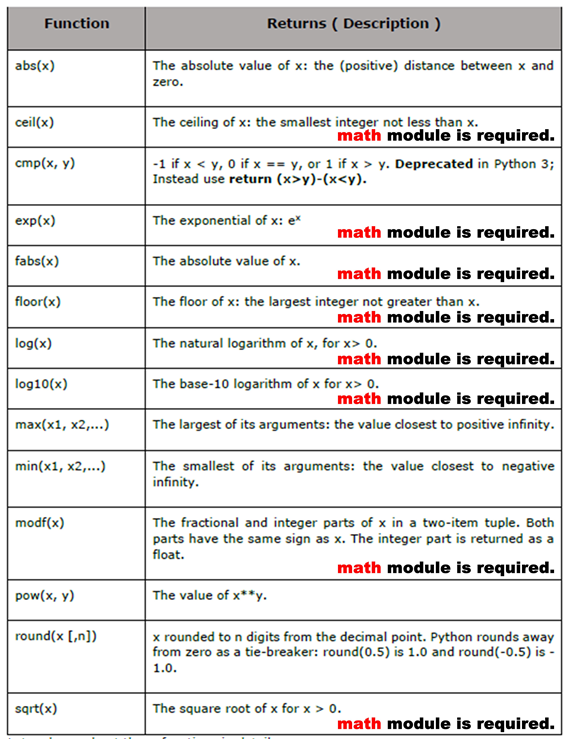 Function Returns ( Description )
abs(x) The absolute value of x: the (positive) distance between x and
zero.
ceil(x) The ceiling of x: the smallest integer not less than x.
math module is required.
cmp(x, y) -1 if x < y, 0 if x == y, or 1 if x > y. Deprecated in Python 3;
Instead use return (x>y)-(x<y).
exp(x) The exponential of x: eˣ
math module is required.
fabs(x) The absolute value of x.
math module is required.
floor(x) The floor of x: the largest integer not greater than x.
math module is required.
log(x) The natural logarithm of x, for x> 0.
math module is required.
log10(x) The base-10 logarithm of x for x> 0.
math module is required.
max(x1, x2,...) The largest of its arguments: the value closest to positive infinity.
min(x1, x2,...) The smallest of its arguments: the value closest to negative
infinity.
modf(x) The fractional and integer parts of x in a two-item tuple. Both
parts have the same sign as x. The integer part is returned as a
float.
math module is required.
pow(x, y) The value of x**y.
round(x [,n]) x rounded to n digits from the decimal point. Python rounds away
from zero as a tie-breaker: round(0.5) is 1.0 and round(-0.5) is -
1.0.
sqrt(x) The square root of x for x > 0.
math module is required.